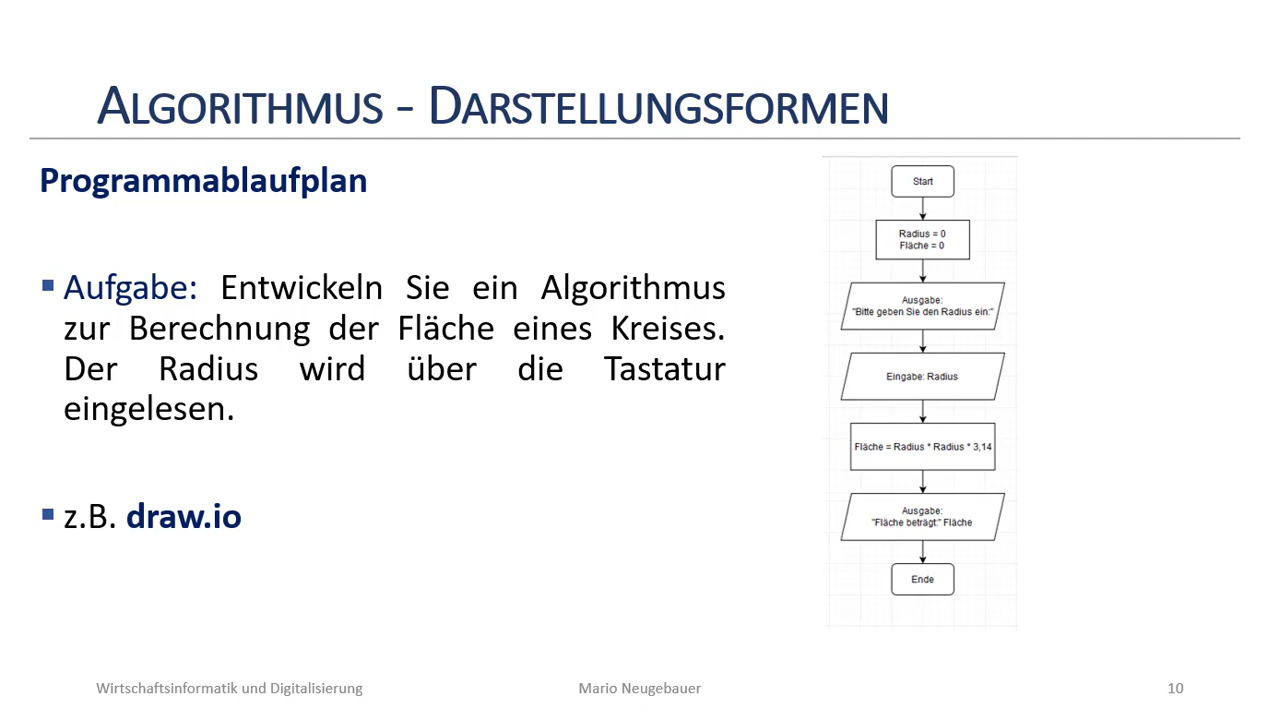 ALGORITHMUS - DARSTELLUNGSFORMEN
Programmablaufplan
Aufgabe: Entwickeln Sie ein Algorithmus
zur Berechnung der Fläche eines Kreises.
Der Radius wird über die Tastatur
eingelesen.
z.B. draw.io
Start
Radius = 0
Fläche = 0
Ausgabe:
"Bitte geben Sie den Radius ein:"
Eingabe: Radius
Fläche = Radius * Radius * 3,14
Ausgabe:
"Fläche beträgt:" Fläche
Ende
Wirtschaftsinformatik und Digitalisierung
Mario Neugebauer
10